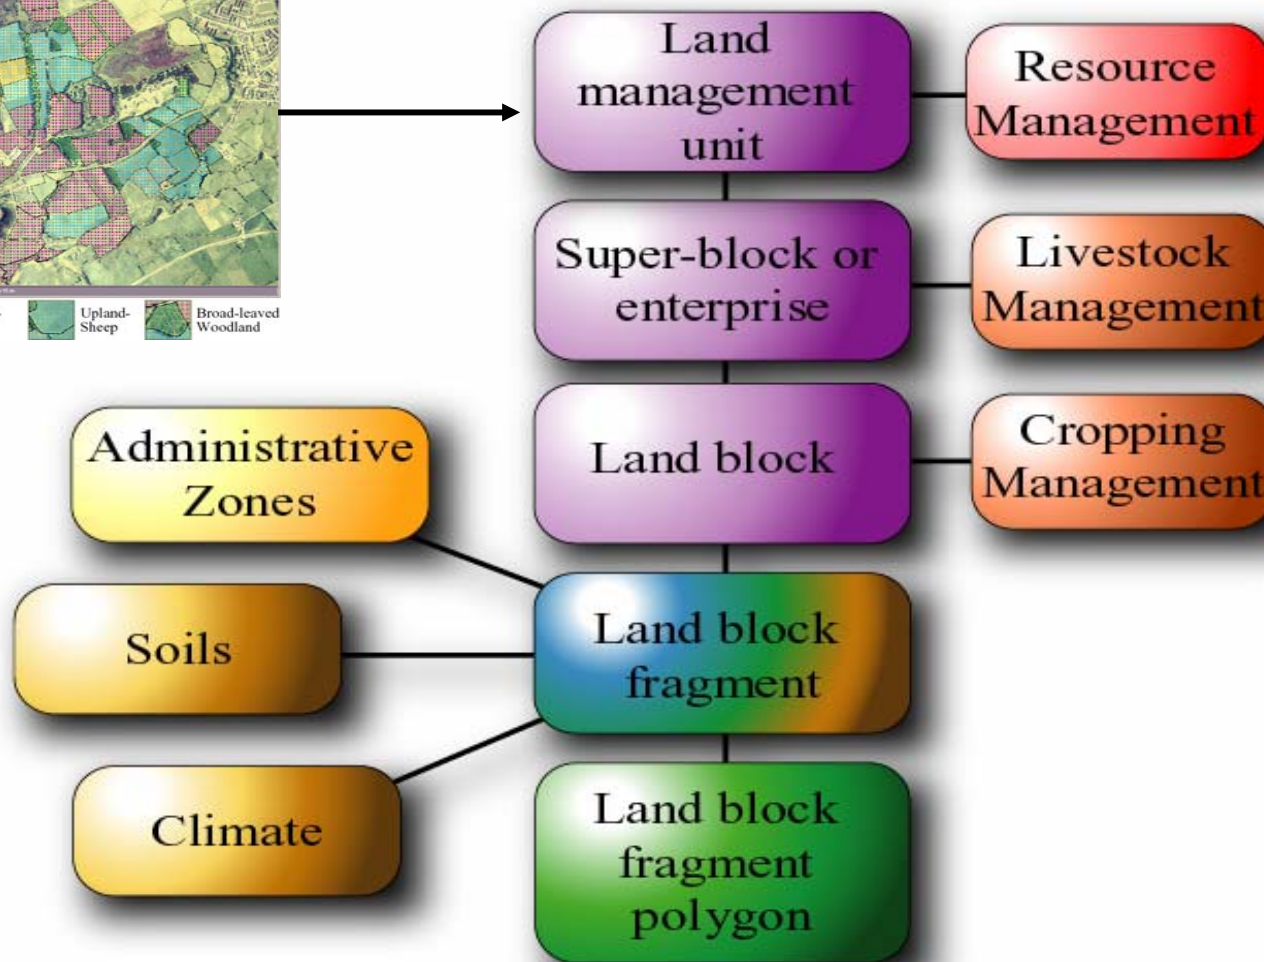 Land
management
unit
Resource
Management
Super-block or
enterprise
Livestock
Management
Upland-
Sheep
Broad-leaved
Woodland
Administrative
Zones
Land block
Cropping
Management
Soils
Land block
fragment
Climate
Land block
fragment
polygon